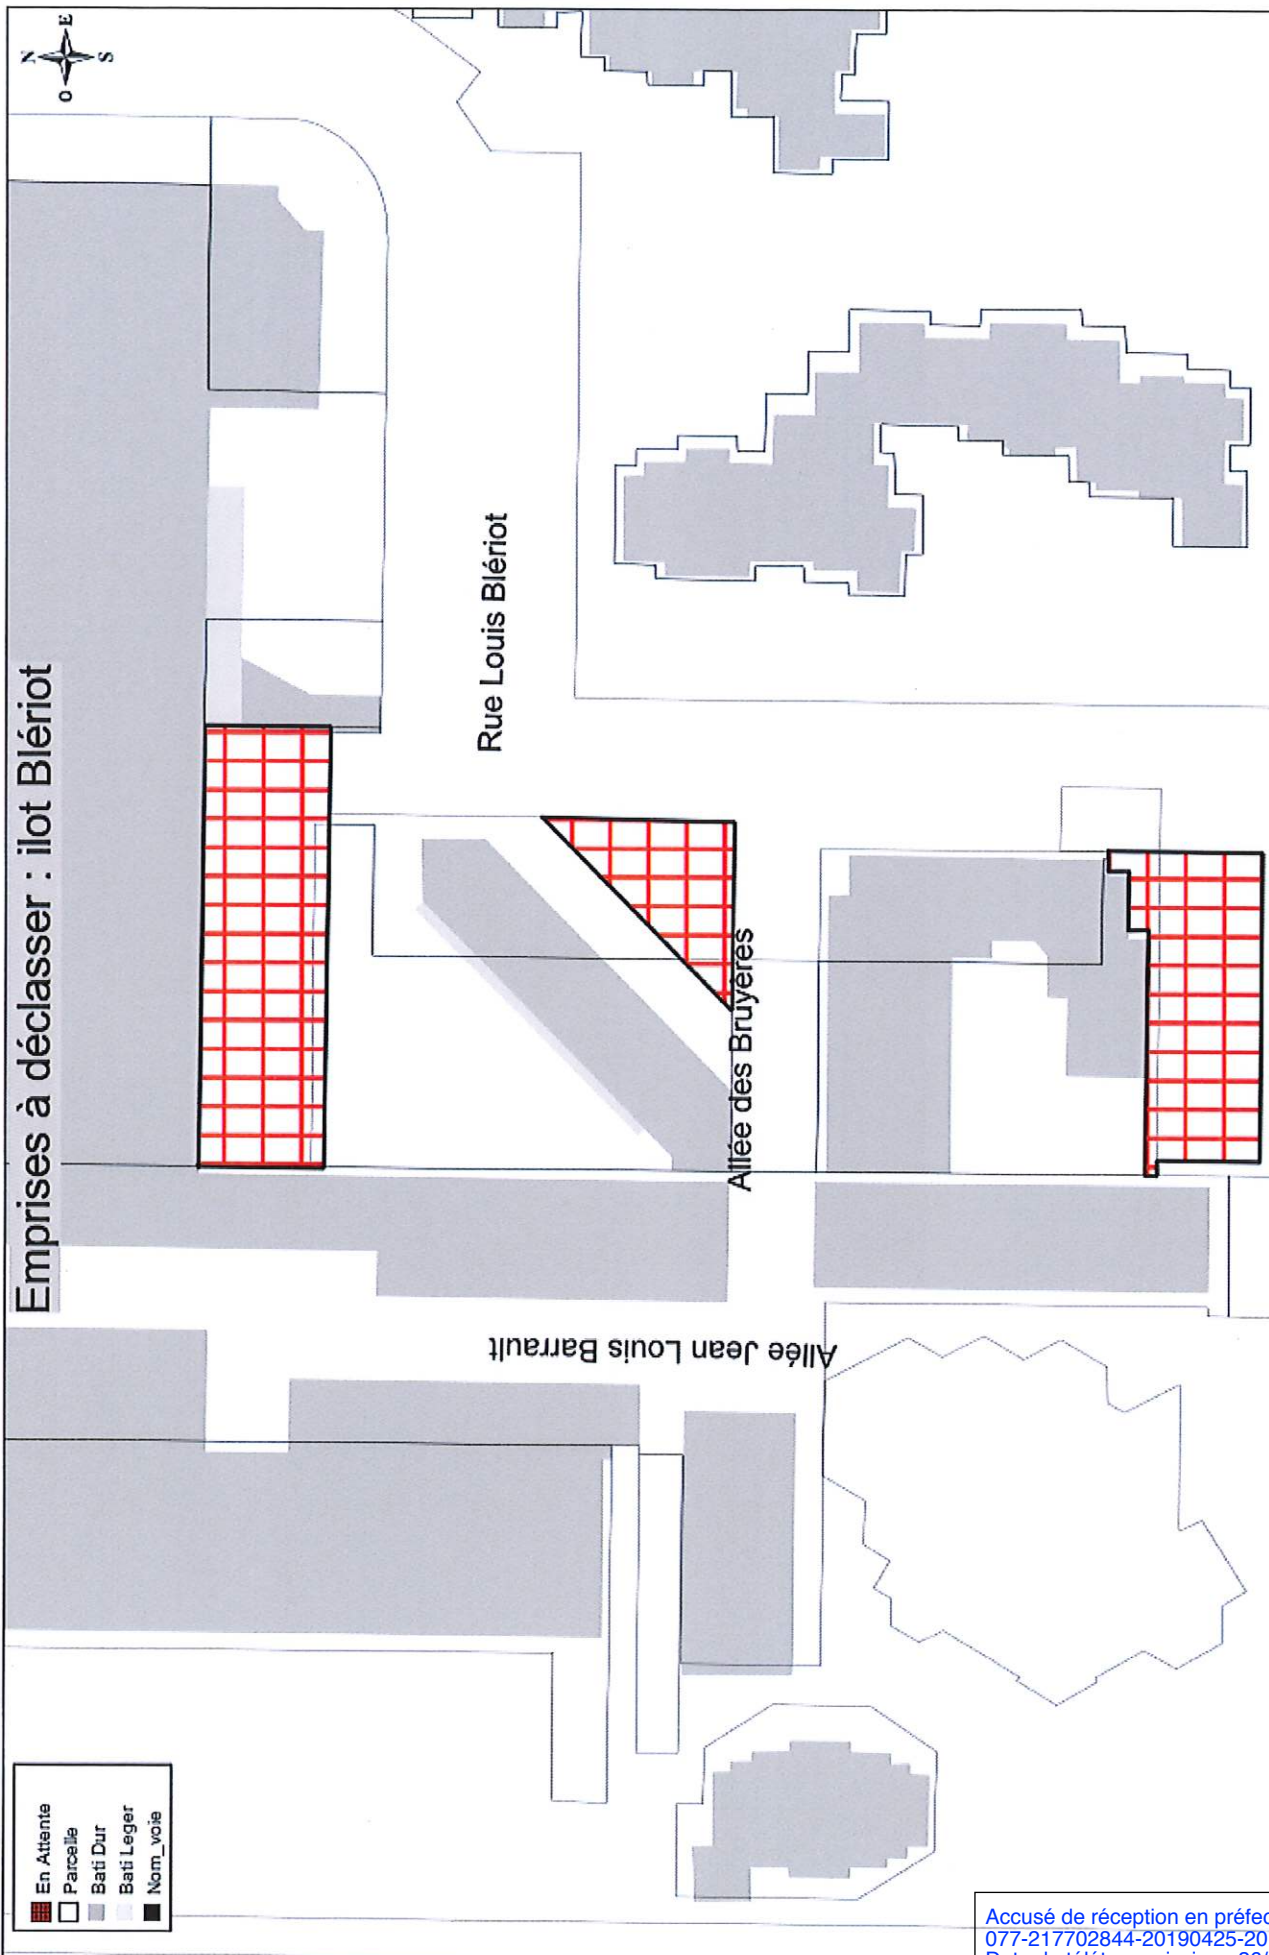 Emprises à déclasser : ilot Blériot
N
O
E
S
Rue Louis Blériot
Allée des Bruyères
Allée Jean Louis Barrault
En Attente
Parcelle
Bati Dur
Bati Leger
Nom_voie
Accusé de réception en préfec
077-217702844-20190425-20